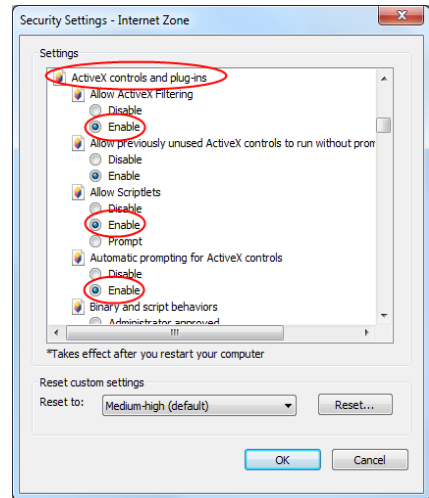 Security Settings - Internet Zone
Settings
ActiveX controls and plug-ins
Allow ActiveX Filtering
Disable
Enable
Allow previously unused ActiveX controls to run without prom
Disable
Enable
Allow Scriptlets
Disable
Enable
Prompt
Automatic prompting for ActiveX controls
Disable
Enable
Binary and script behaviors
Administrator approved
*Takes effect after you restart your computer
Reset custom settings
Reset to: Medium-high (default) Reset...
OK Cancel